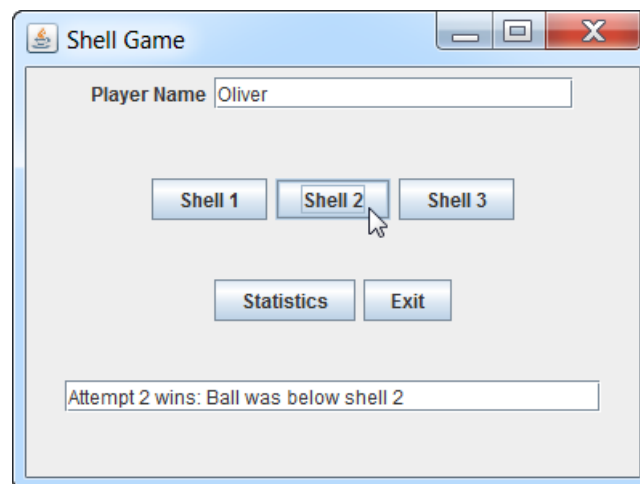 Shell Game
Player Name Oliver
Shell 1 Shell 2 Shell 3
Statistics Exit
Attempt 2 wins: Ball was below shell 2